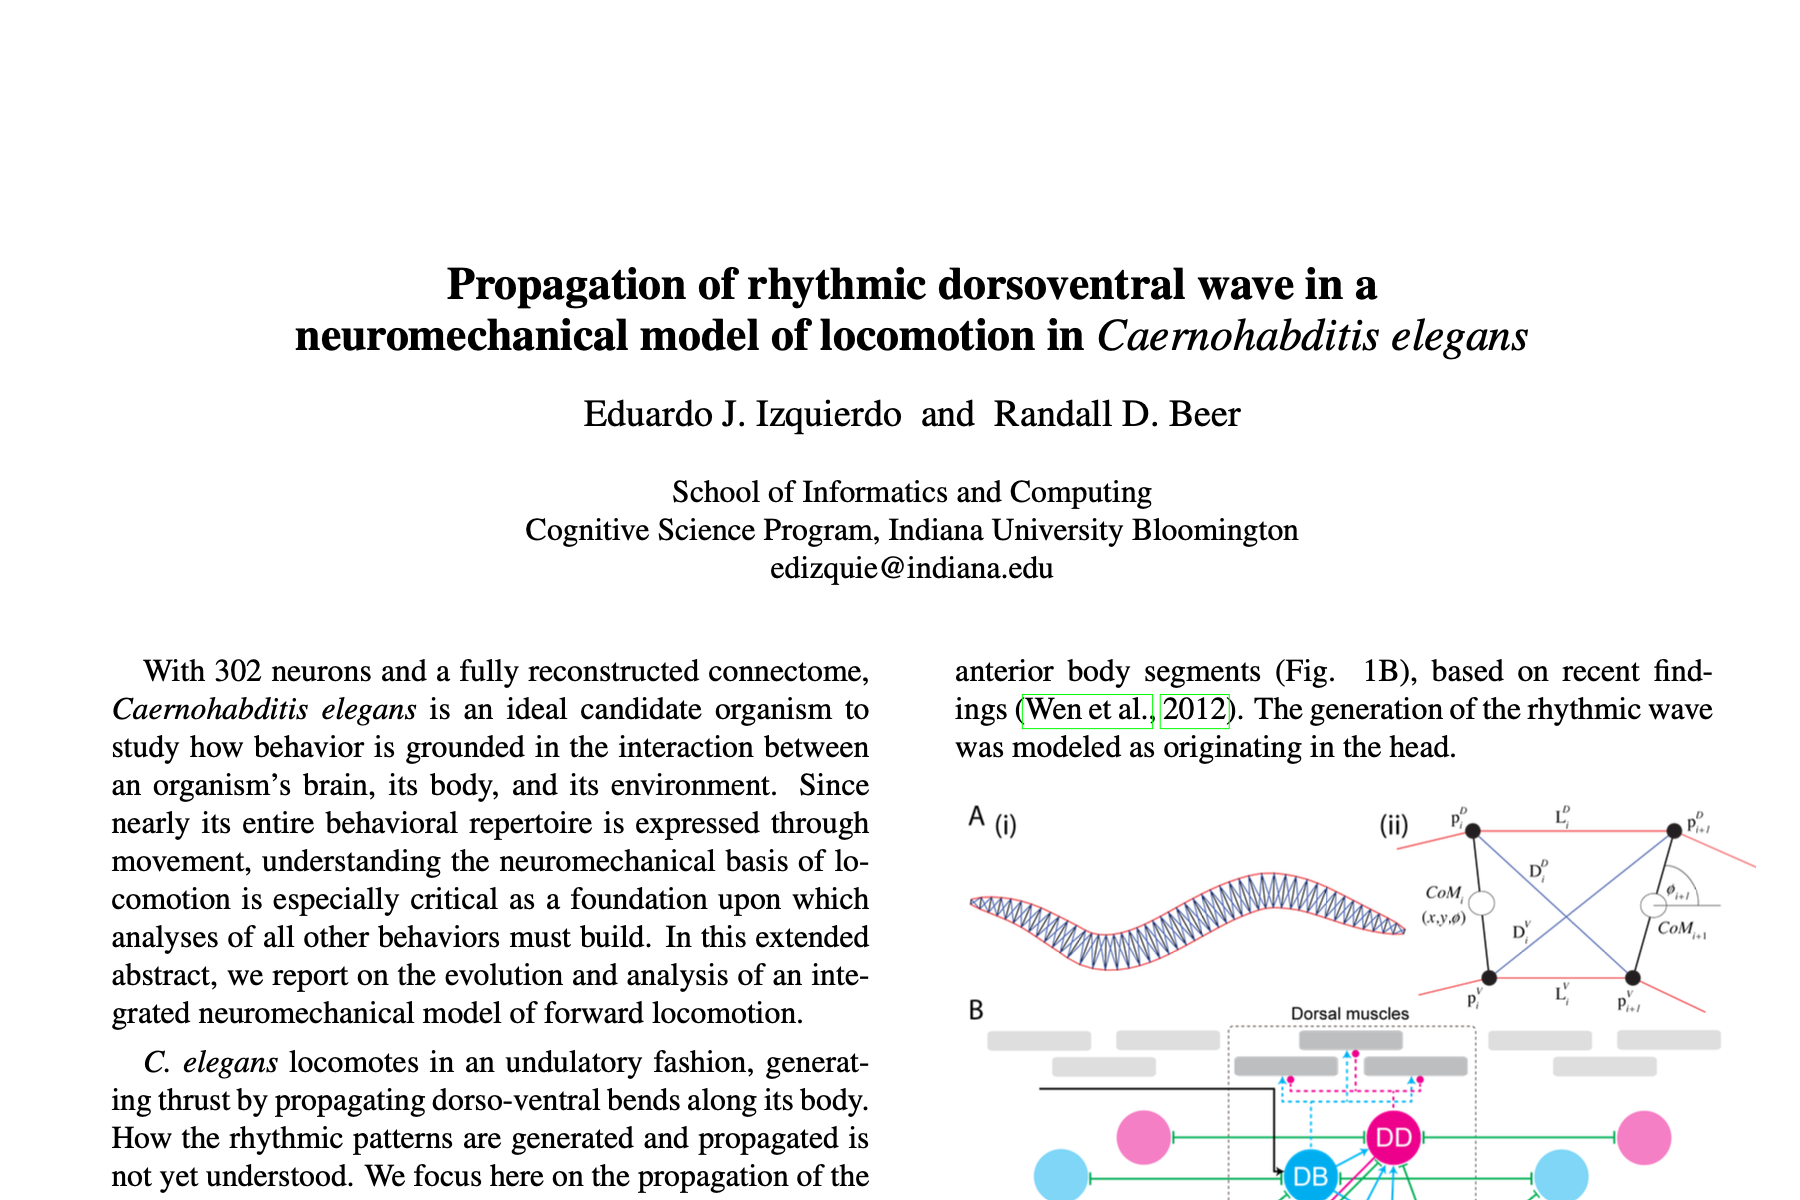 Propagation of rhythmic dorsoventral wave in a
neuromechanical model of locomotion in Caernohabditis elegans
Eduardo J. Izquierdo and Randall D. Beer
School of Informatics and Computing
Cognitive Science Program, Indiana University Bloomington
edizquie@indiana.edu
With 302 neurons and a fully reconstructed connectome,
Caernohabditis elegans is an ideal candidate organism to
study how behavior is grounded in the interaction between
an organism's brain, its body, and its environment. Since
nearly its entire behavioral repertoire is expressed through
movement, understanding the neuromechanical basis of lo-
comotion is especially critical as a foundation upon which
analyses of all other behaviors must build. In this extended
abstract, we report on the evolution and analysis of an inte-
grated neuromechanical model of forward locomotion.
C. elegans locomotes in an undulatory fashion, generat-
ing thrust by propagating dorso-ventral bends along its body.
How the rhythmic patterns are generated and propagated is
not yet understood. We focus here on the propagation of the
anterior body segments (Fig. 1B), based on recent find-
ings (Wen et al., 2012). The generation of the rhythmic wave
was modeled as originating in the head.
A (i)
(ii)
p_i^D
L_i^D
p_{i+1}^D
D_i^D
CoM_i
(x,y,ø)
ø_{i+1}
D_i^V
CoM_{i+1}
p_i^V
L_i^V
p_{i+1}^V
B
Dorsal muscles
DD
DB